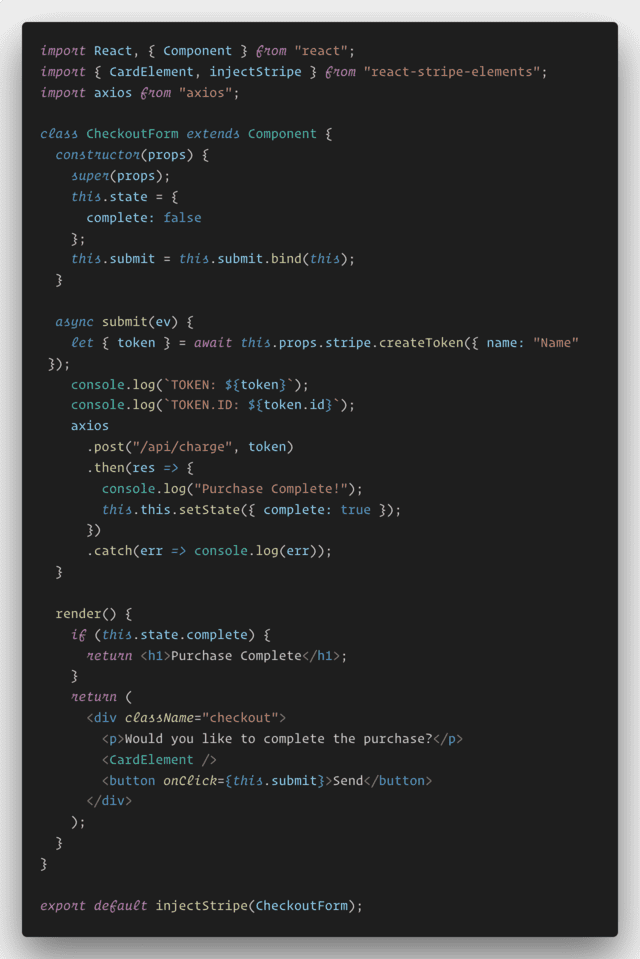 import React, { Component } from "react";
import { CardElement, injectStripe } from "react-stripe-elements";
import axios from "axios";

class CheckoutForm extends Component {
  constructor(props) {
    super(props);
    this.state = {
      complete: false
    };
    this.submit = this.submit.bind(this);
  }

  async submit(ev) {
    let { token } = await this.props.stripe.createToken({ name: "Name"
 });
    console.log(`TOKEN: ${token}`);
    console.log(`TOKEN.ID: ${token.id}`);
    axios
      .post("/api/charge", token)
      .then(res => {
        console.log("Purchase Complete!");
        this.this.setState({ complete: true });
      })
      .catch(err => console.log(err));
  }

  render() {
    if (this.state.complete) {
      return <h1>Purchase Complete</h1>;
    }
    return (
      <div className="checkout">
        <p>Would you like to complete the purchase?</p>
        <CardElement />
        <button onClick={this.submit}>Send</button>
      </div>
    );
  }
}

export default injectStripe(CheckoutForm);